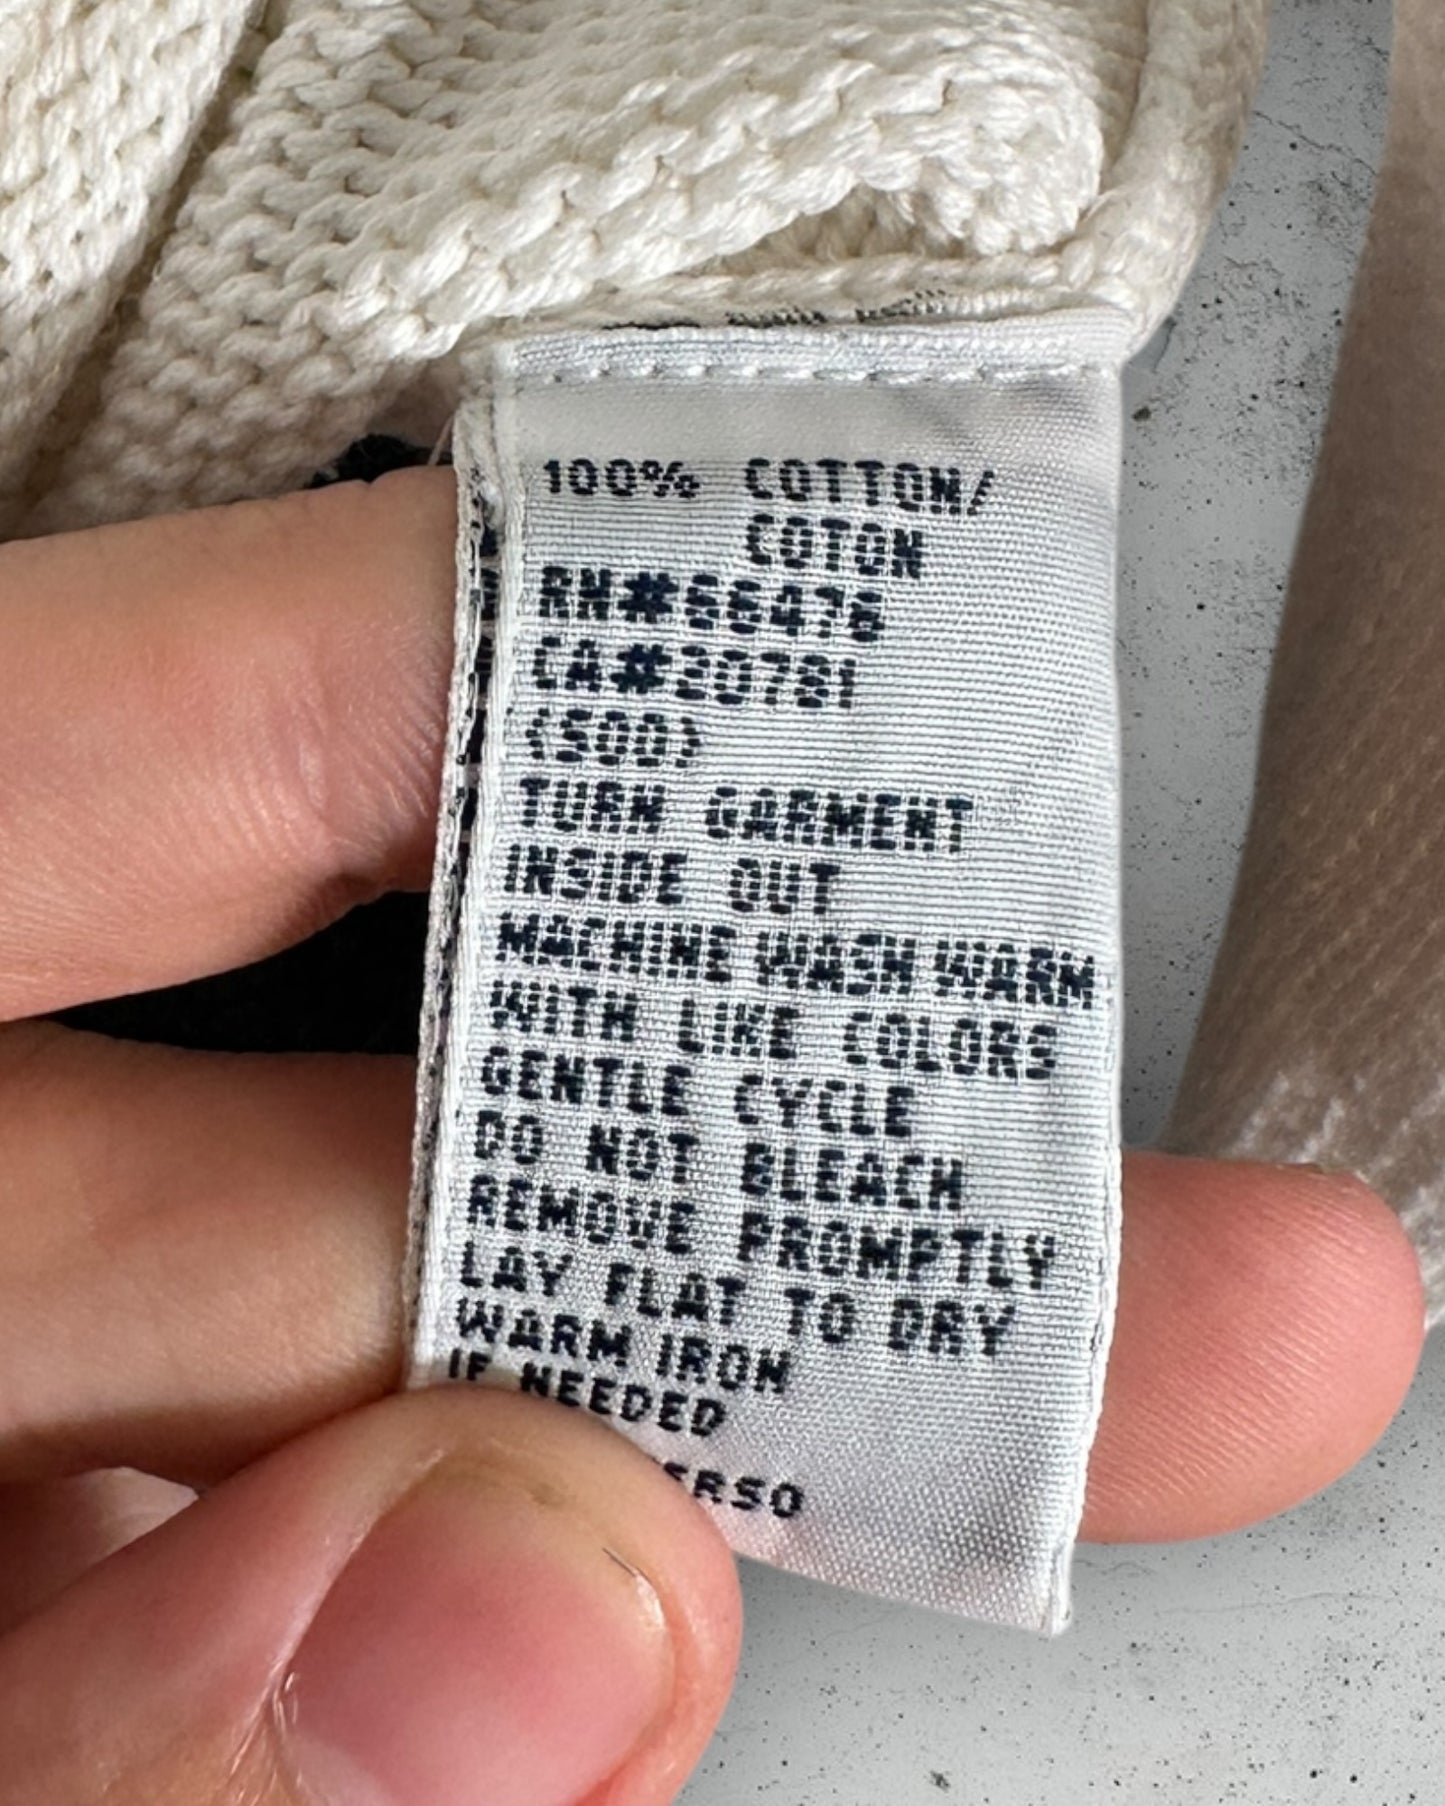 100% COTTON/
COTON
RN#66476
CA#20781
(500)
TURN GARMENT
INSIDE OUT
MACHINE WASH WARM
WITH LIKE COLORS
GENTLE CYCLE
DO NOT BLEACH
REMOVE PROMPTLY
LAY FLAT TO DRY
WARM IRON
IF NEEDED